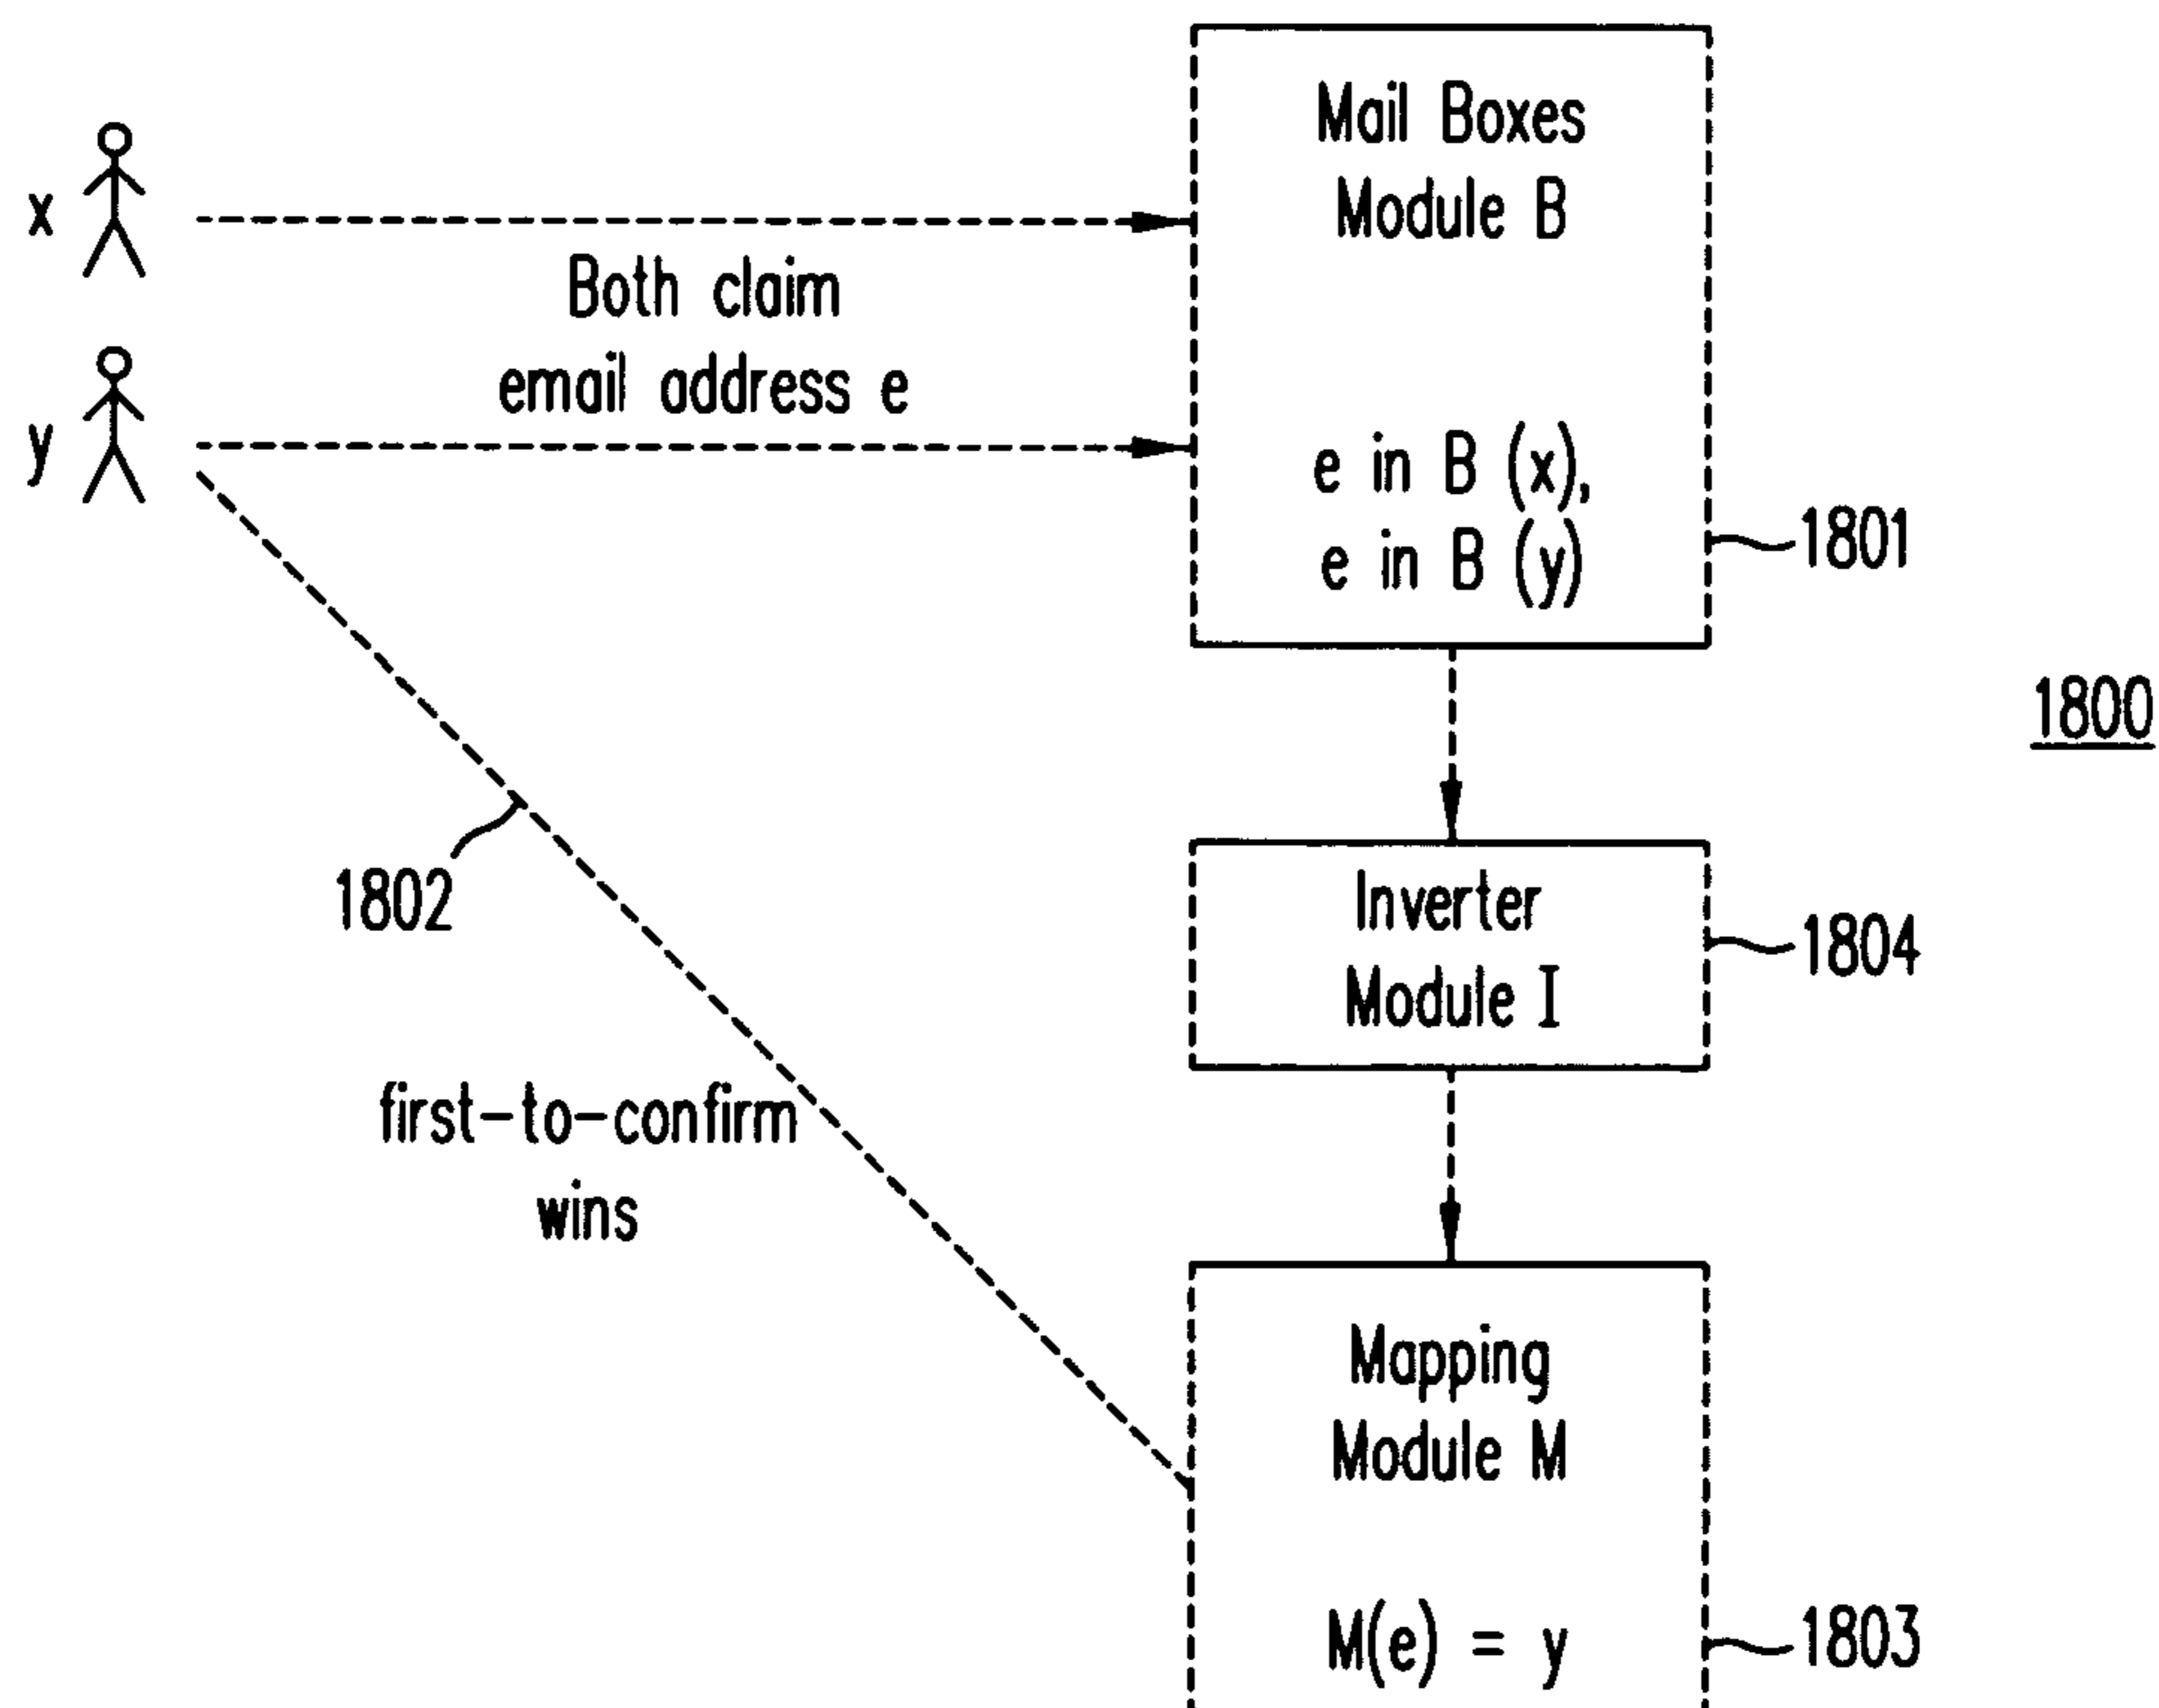 Mail Boxes
Module B
x
Both claim
email address e
y
e in B (x),
e in B (y)
1801
1800
Inverter
Module I
1804
1802
first-to-confirm
wins
Mapping
Module M
M(e) = y
1803